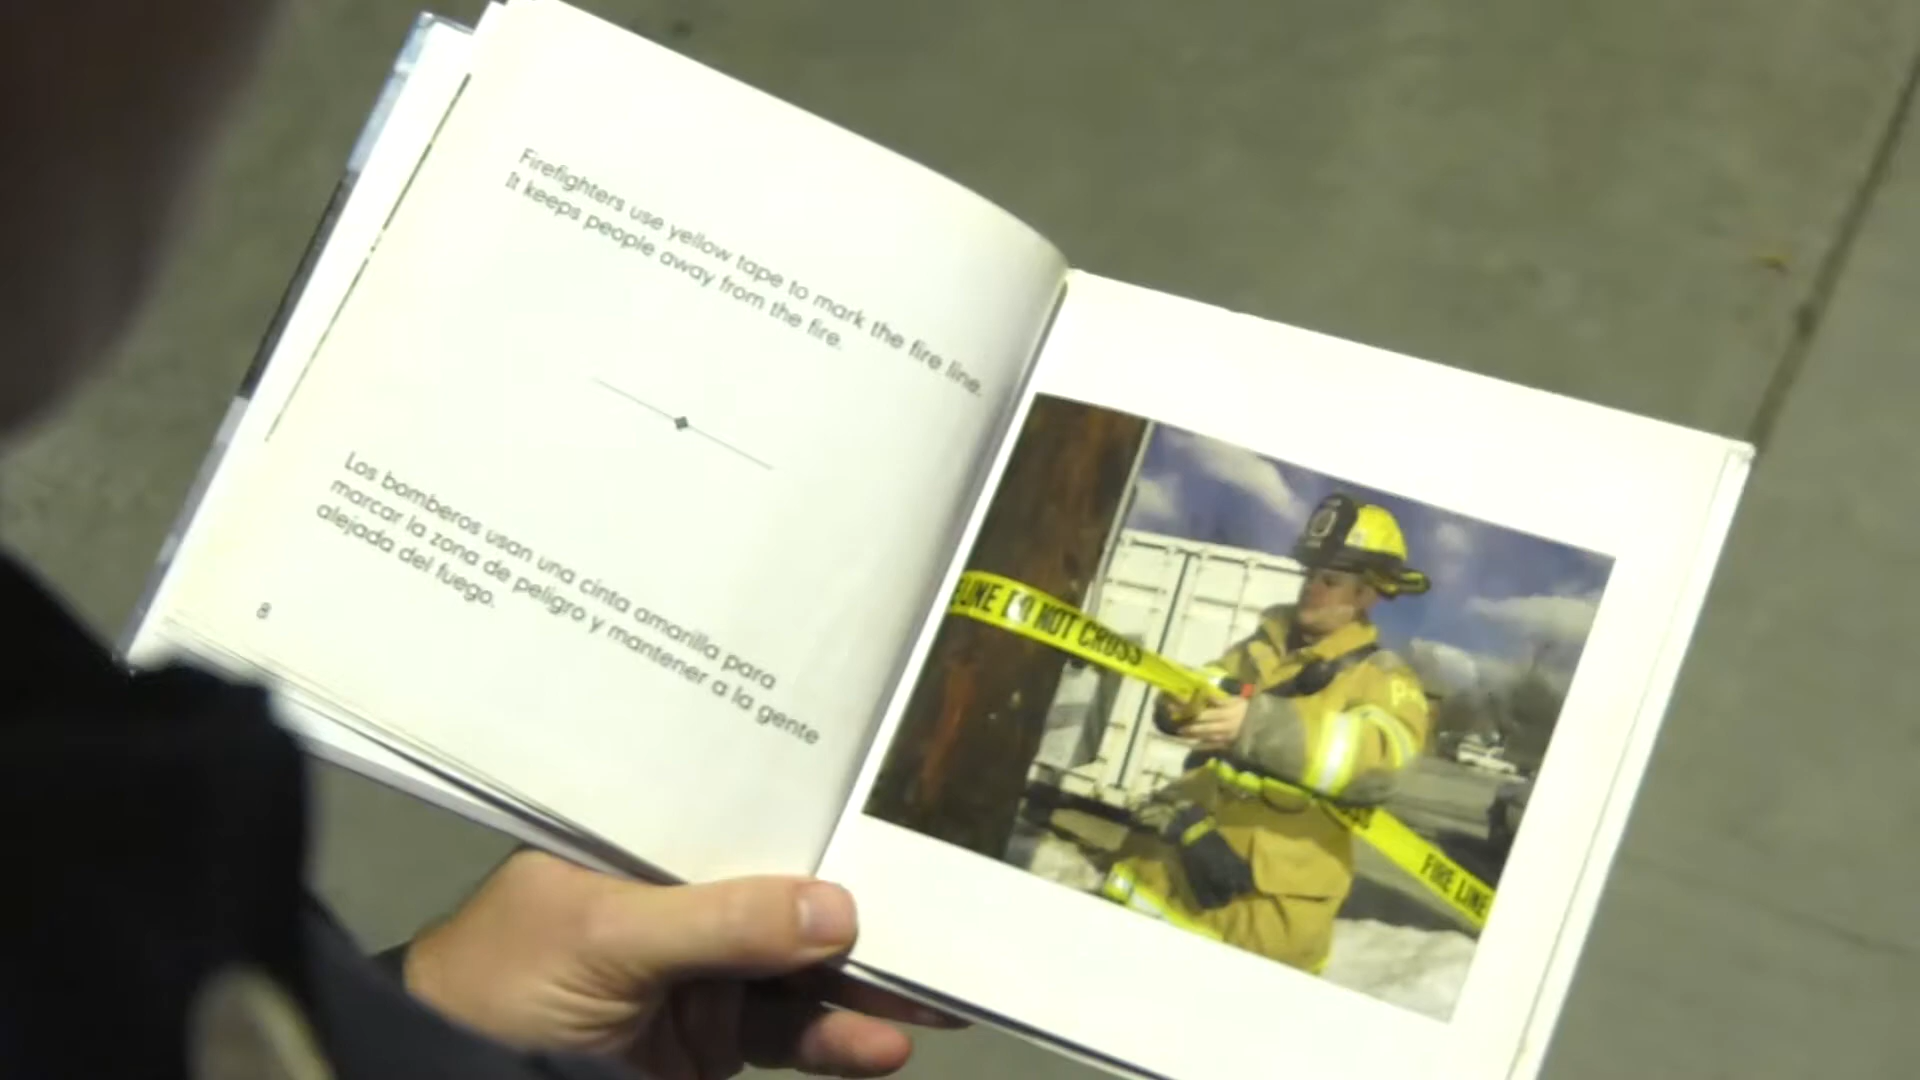 Firefighters use yellow tape to mark the fire line.
It keeps people away from the fire.
Los bomberos usan una cinta amarilla para
marcar la zona de peligro y mantener a la gente
alejada del fuego.
8
LINE DO NOT CROSS
FIRE LINE